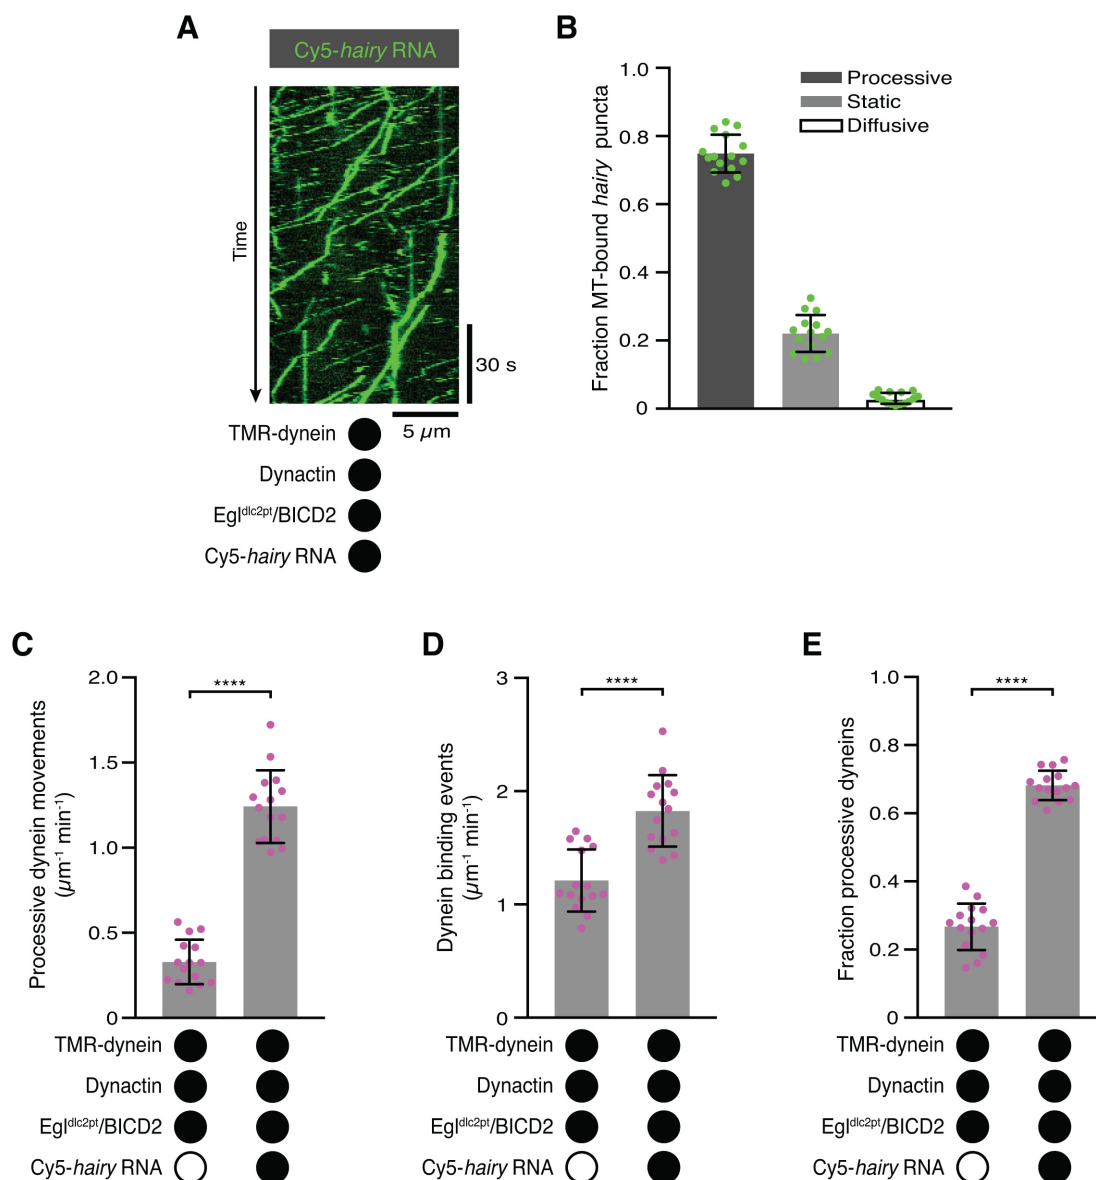 A
Cy5-hairy RNA
Time
30 s
5 µm
TMR-dynein
Dynactin
Egl^dlc2pt/BICD2
Cy5-hairy RNA
B
Fraction MT-bound hairy puncta
1.0
0.8
0.6
0.4
0.2
0
Processive
Static
Diffusive
C
Processive dynein movements
(µm⁻¹ min⁻¹)
2.0
1.5
1.0
0.5
0
****
TMR-dynein
Dynactin
Egl^dlc2pt/BICD2
Cy5-hairy RNA
D
Dynein binding events
(µm⁻¹ min⁻¹)
3
2
1
0
****
TMR-dynein
Dynactin
Egl^dlc2pt/BICD2
Cy5-hairy RNA
E
Fraction processive dyneins
1.0
0.8
0.6
0.4
0.2
0
****
TMR-dynein
Dynactin
Egl^dlc2pt/BICD2
Cy5-hairy RNA